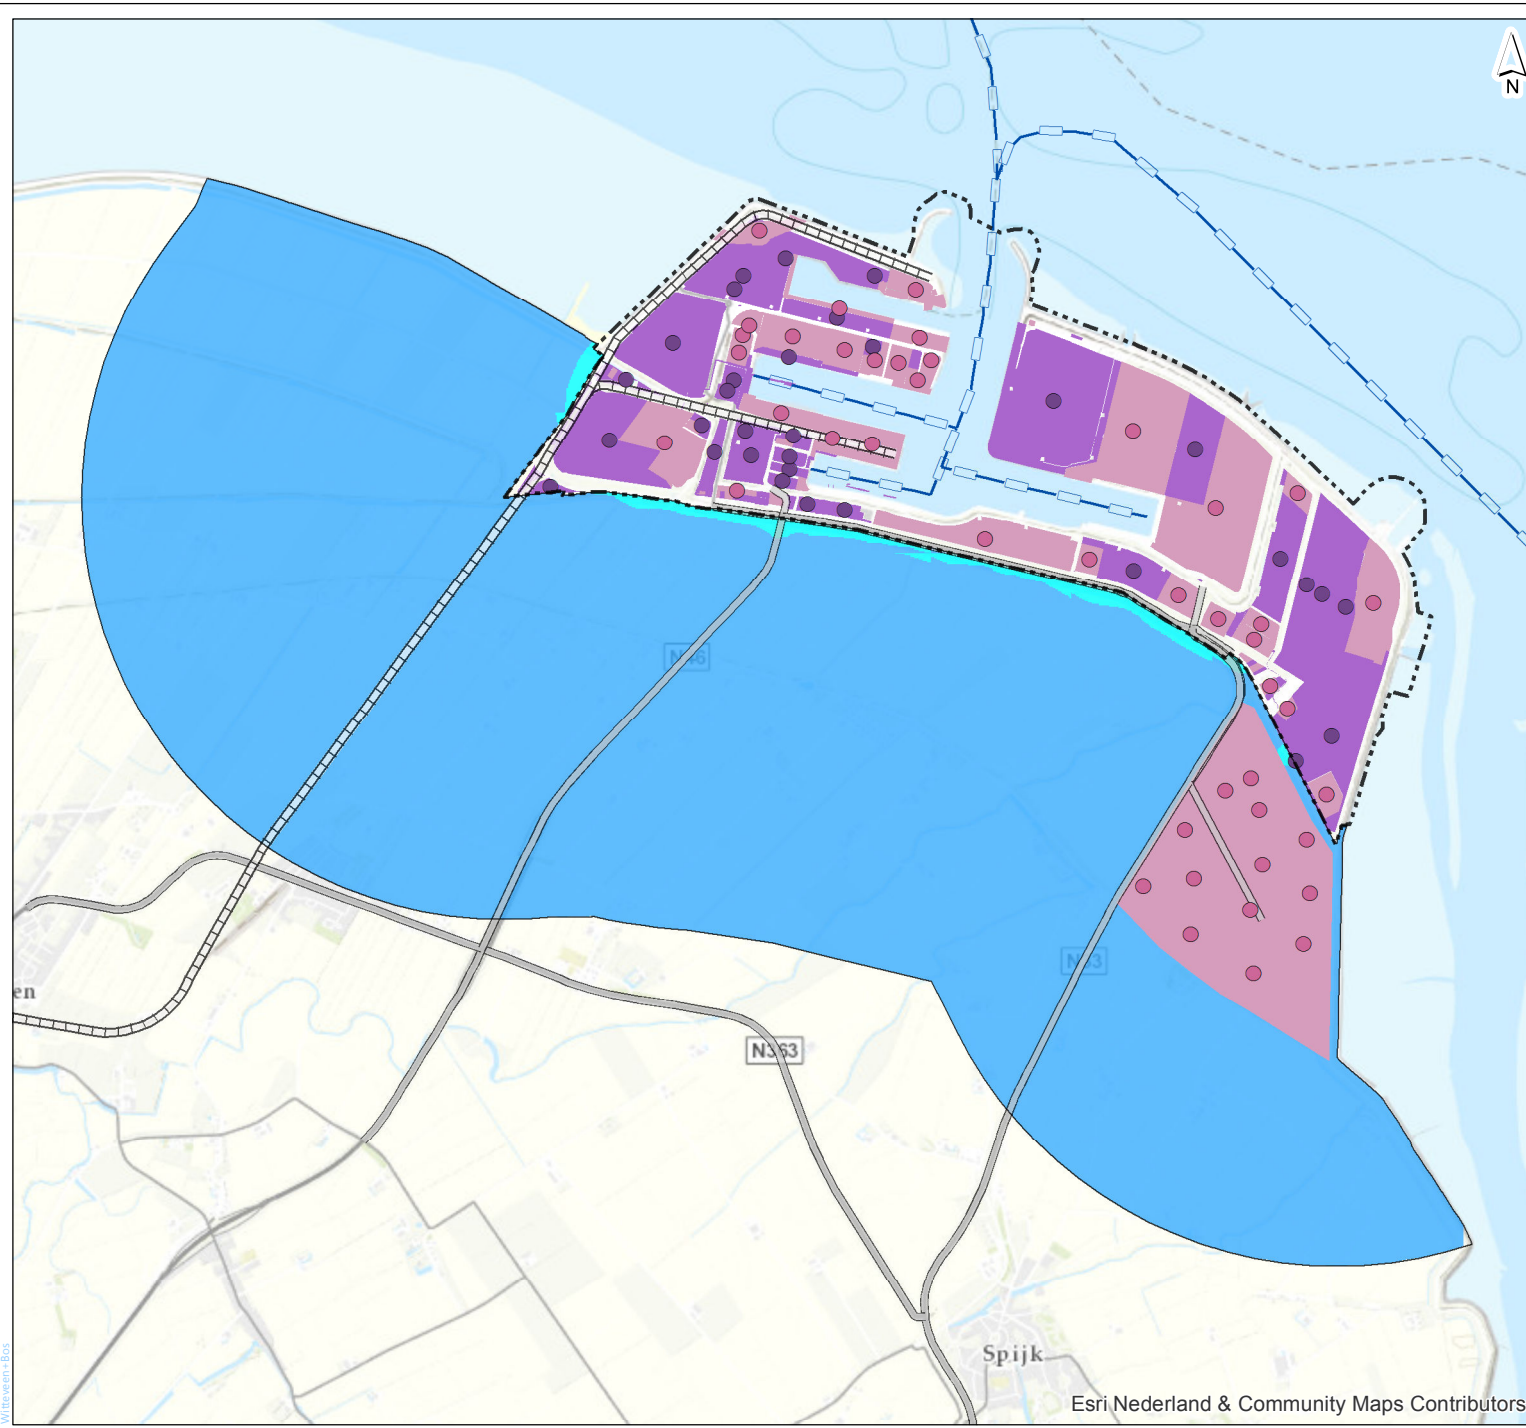 N
N46
N33
en
N363
Spijk
Esri Nederland & Community Maps Contributors
Witteveen+Bos